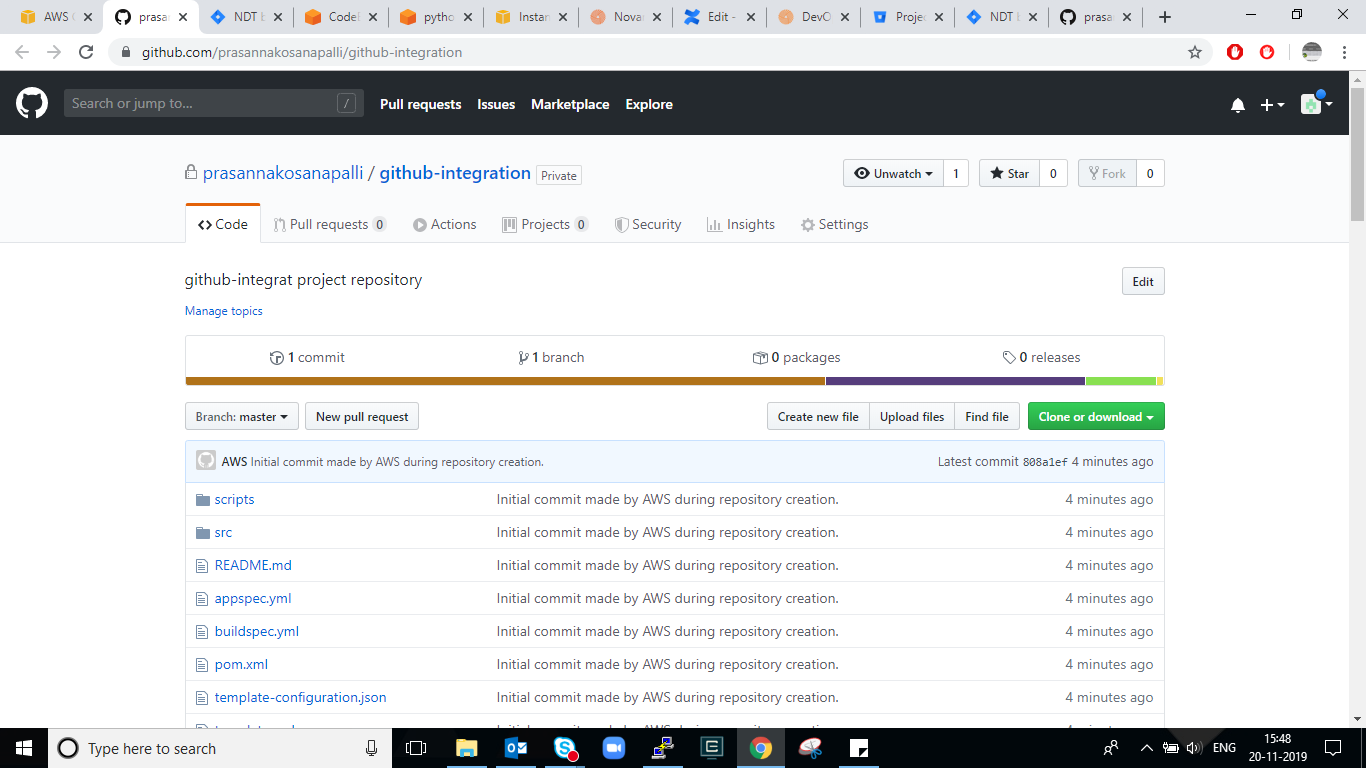 AWS C
prasan
NDT b
CodeB
python
Instan
Novar
Edit -
DevO
Projec
NDT b
prasar
github.com/prasannakosanapalli/github-integration
Search or jump to...
/
Pull requests
Issues
Marketplace
Explore
prasannakosanapalli / github-integration
Private
Unwatch
1
Star
0
Fork
0
Code
Pull requests 0
Actions
Projects 0
Security
Insights
Settings
github-integrat project repository
Edit
Manage topics
1 commit
1 branch
0 packages
0 releases
Branch: master
New pull request
Create new file
Upload files
Find file
Clone or download
AWS Initial commit made by AWS during repository creation.
Latest commit 808a1ef 4 minutes ago
scripts Initial commit made by AWS during repository creation. 4 minutes ago
src Initial commit made by AWS during repository creation. 4 minutes ago
README.md Initial commit made by AWS during repository creation. 4 minutes ago
appspec.yml Initial commit made by AWS during repository creation. 4 minutes ago
buildspec.yml Initial commit made by AWS during repository creation. 4 minutes ago
pom.xml Initial commit made by AWS during repository creation. 4 minutes ago
template-configuration.json Initial commit made by AWS during repository creation. 4 minutes ago
Type here to search
ENG
15:48
20-11-2019